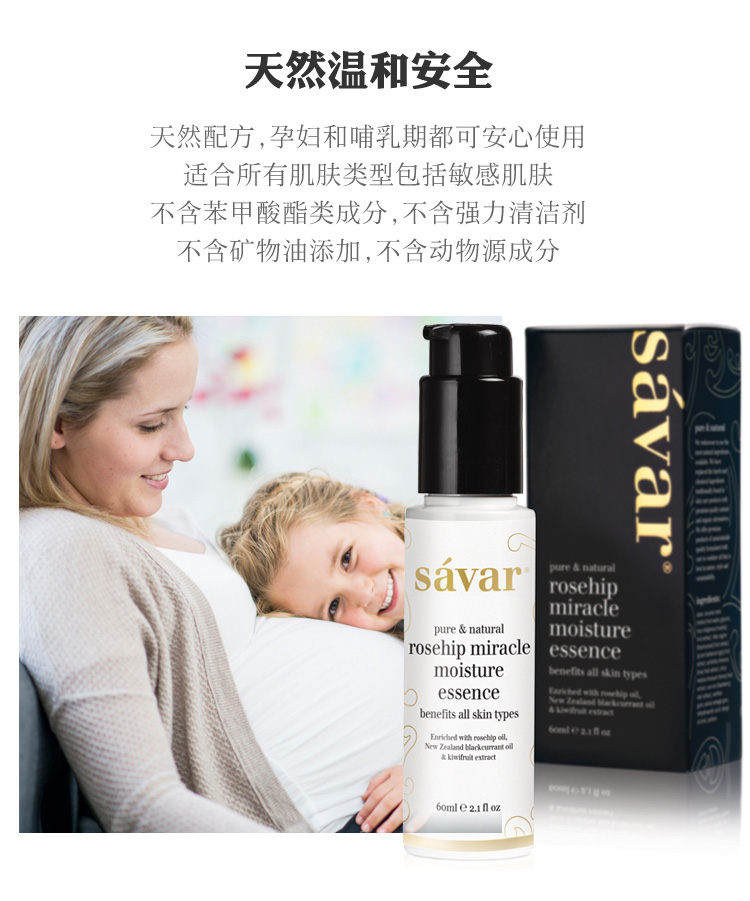 天然温和安全
天然配方,孕妇和哺乳期都可安心使用
适合所有肌肤类型包括敏感肌肤
不含苯甲酸酯类成分,不含强力清洁剂
不含矿物油添加,不含动物源成分
sávar®
pure & natural
rosehip miracle
moisture
essence
benefits all skin types
Enriched with rosehip oil,
New Zealand blackcurrant oil
& kiwifruit extract
60ml ℮ 2.1 fl oz
sávar®
pure & natural
rosehip
miracle
moisture
essence
benefits all skin types
Enriched with rosehip oil,
New Zealand blackcurrant oil
& kiwifruit extract
60ml ℮ 2.1 fl oz
pure & natural
ingredients